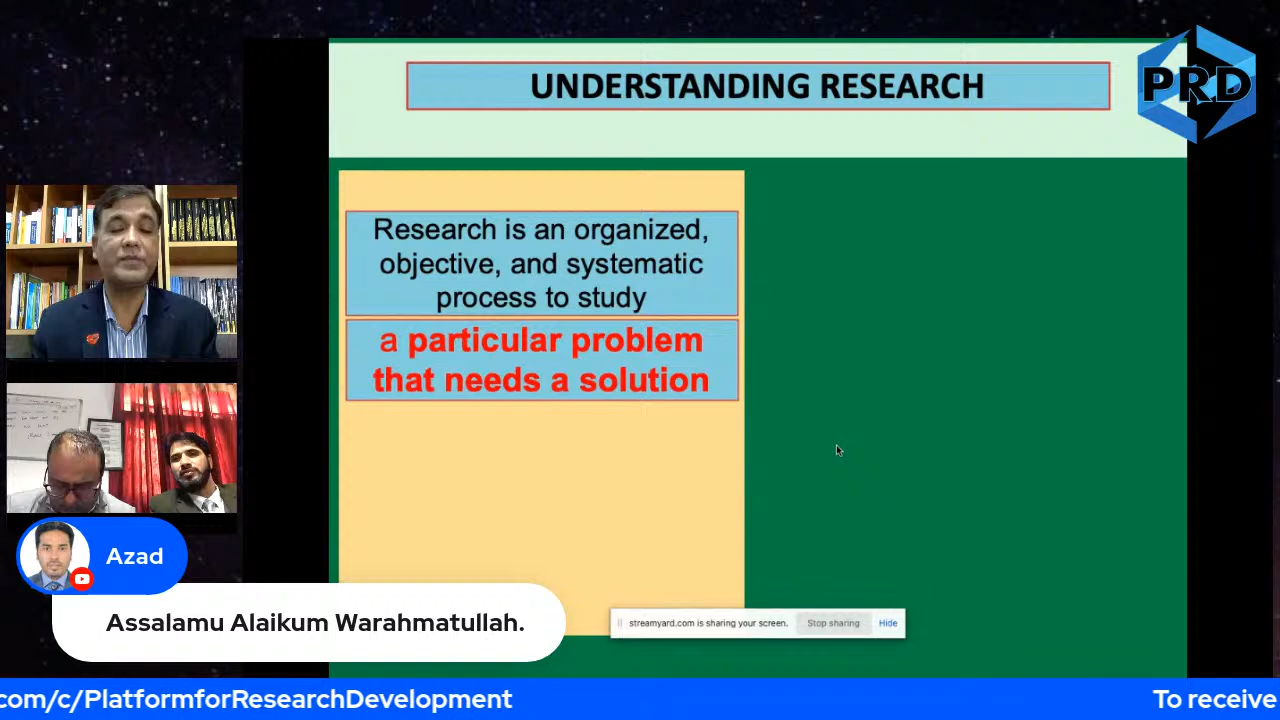 UNDERSTANDING RESEARCH
PRD
Research is an organized,
objective, and systematic
process to study
a particular problem
that needs a solution
Azad
Assalamu Alaikum Warahmatullah.
streamyard.com is sharing your screen.
Stop sharing
Hide
com/c/PlatformforResearchDevelopment
To receive